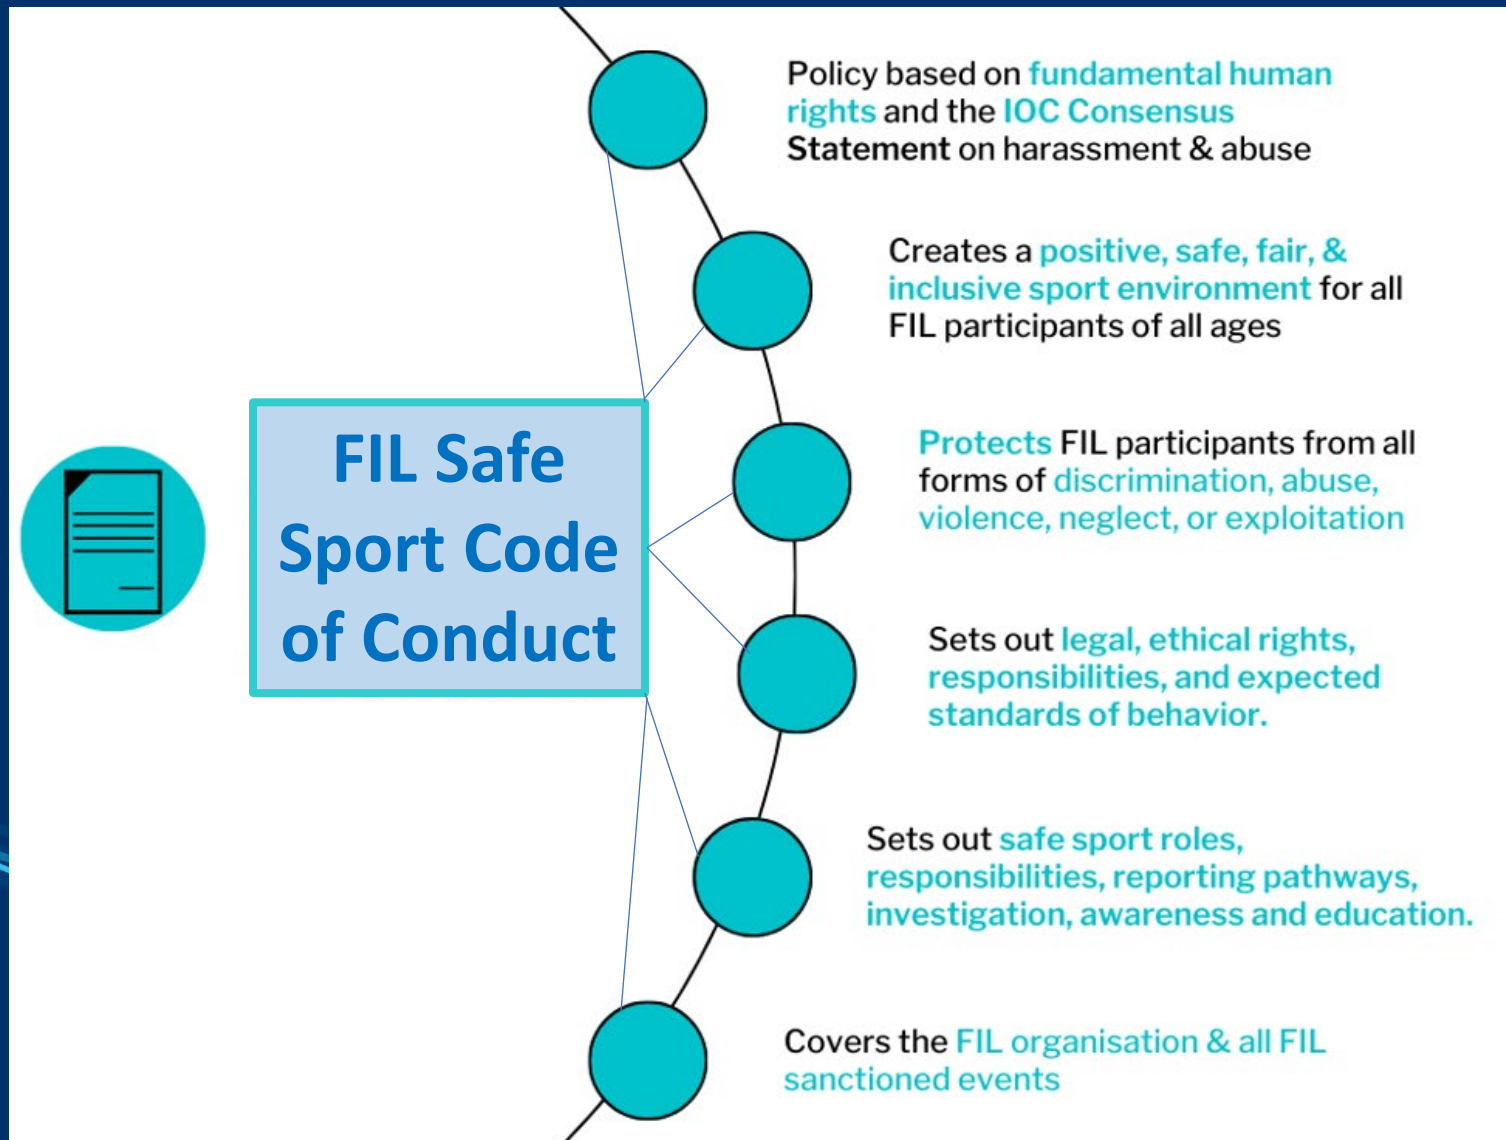 Policy based on fundamental human
rights and the IOC Consensus
Statement on harassment & abuse
Creates a positive, safe, fair, &
inclusive sport environment for all
FIL participants of all ages
FIL Safe
Sport Code
of Conduct
Protects FIL participants from all
forms of discrimination, abuse,
violence, neglect, or exploitation
Sets out legal, ethical rights,
responsibilities, and expected
standards of behavior.
Sets out safe sport roles,
responsibilities, reporting pathways,
investigation, awareness and education.
Covers the FIL organisation & all FIL
sanctioned events